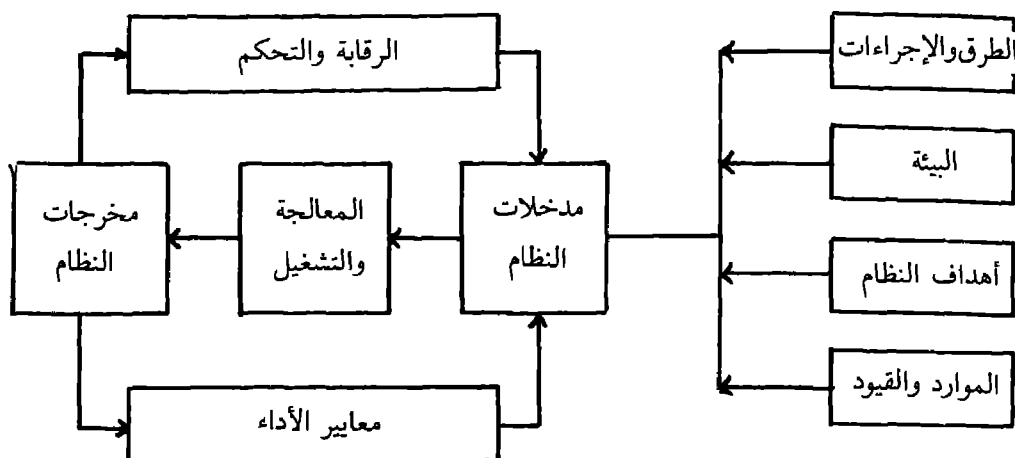 الطرق والإجراءات
الرقابة والتحكم
البيئة
مدخلات
النظام
المعالجة
والتشغيل
مخرجات
النظام
أهداف النظام
الموارد والقيود
معايير الأداء